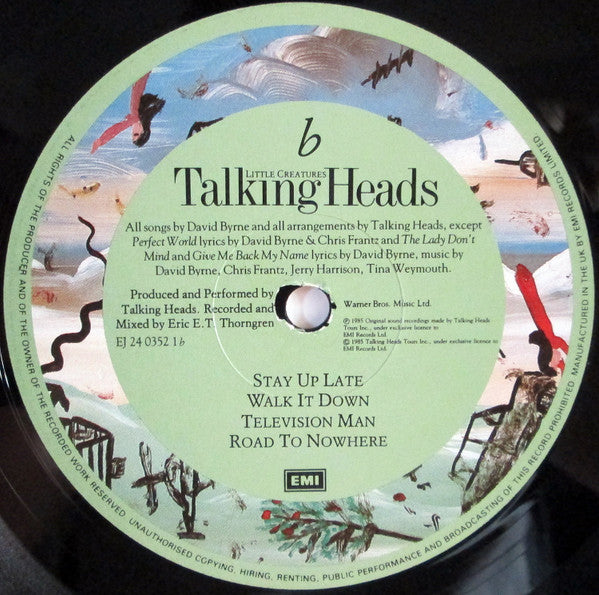 b
LITTLE CREATURES
Talking Heads
All songs by David Byrne and all arrangements by Talking Heads, except
Perfect World lyrics by David Byrne & Chris Frantz and The Lady Don't
Mind and Give Me Back My Name lyrics by David Byrne, music by
David Byrne, Chris Frantz, Jerry Harrison, Tina Weymouth.
Produced and Performed by
Talking Heads. Recorded and
Mixed by Eric E.T. Thorngren
EJ 24 0352 1 b
Warner Bros. Music Ltd.
℗ 1985 Original sound recordings made by Talking Heads
Tours Inc., under exclusive licence to
EMI Records Ltd.
© 1985 Talking Heads Tours Inc., under exclusive licence to
EMI Records Ltd.
STAY UP LATE
WALK IT DOWN
TELEVISION MAN
ROAD TO NOWHERE
EMI
ALL RIGHTS OF THE PRODUCER AND OF THE OWNER OF THE RECORDED WORK RESERVED. UNAUTHORISED COPYING, HIRING, RENTING, PUBLIC PERFORMANCE AND BROADCASTING OF THIS RECORD PROHIBITED. MANUFACTURED IN THE UK BY EMI RECORDS LIMITED.